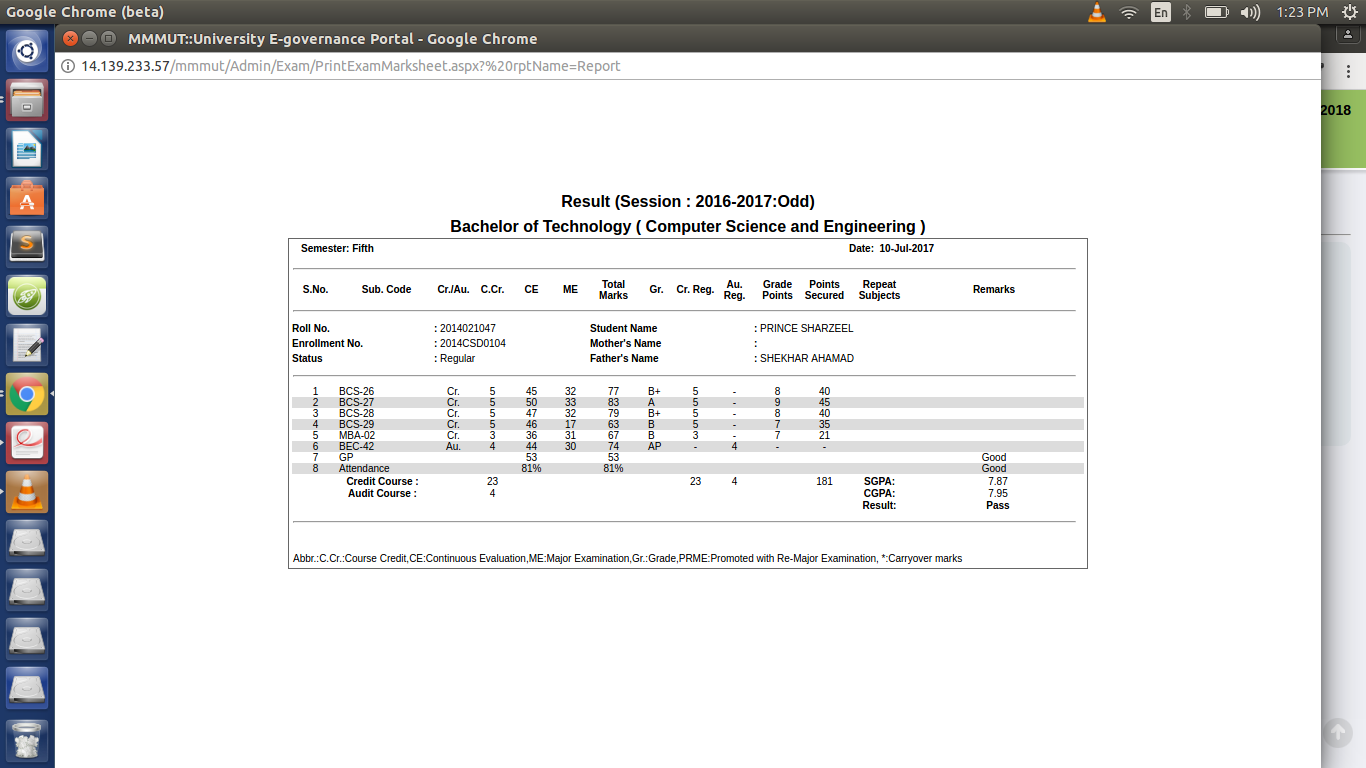 Google Chrome (beta) En 1:23 PM
MMMUT::University E-governance Portal - Google Chrome
14.139.233.57/mmmut/Admin/Exam/PrintExamMarksheet.aspx?%20rptName=Report
2018
Result (Session : 2016-2017:Odd)
Bachelor of Technology ( Computer Science and Engineering )
Semester: Fifth Date: 10-Jul-2017
S.No. Sub. Code Cr./Au. C.Cr. CE ME Total Marks Gr. Cr. Reg. Au. Reg. Grade Points Points Secured Repeat Subjects Remarks
Roll No. : 2014021047 Student Name : PRINCE SHARZEEL
Enrollment No. : 2014CSD0104 Mother's Name :
Status : Regular Father's Name : SHEKHAR AHAMAD
1 BCS-26 Cr. 5 45 32 77 B+ 5 - 8 40
2 BCS-27 Cr. 5 50 33 83 A 5 - 9 45
3 BCS-28 Cr. 5 47 32 79 B+ 5 - 8 40
4 BCS-29 Cr. 5 46 17 63 B 5 - 7 35
5 MBA-02 Cr. 3 36 31 67 B 3 - 7 21
6 BEC-42 Au. 4 44 30 74 AP - 4 - -
7 GP 53 53 Good
8 Attendance 81% 81% Good
Credit Course : 23 23 4 181 SGPA: 7.87
Audit Course : 4 CGPA: 7.95
Result: Pass
Abbr.:C.Cr.:Course Credit,CE:Continuous Evaluation,ME:Major Examination,Gr.:Grade,PRME:Promoted with Re-Major Examination, *:Carryover marks